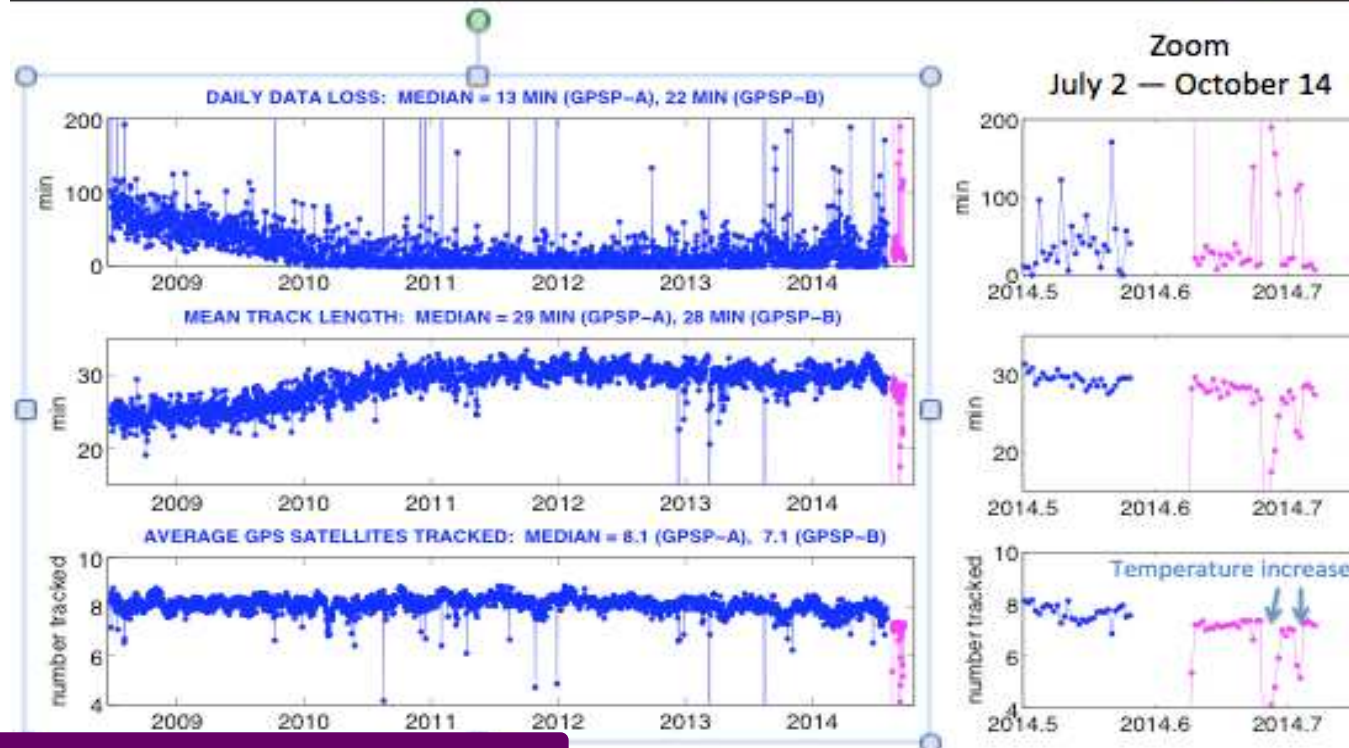 Zoom
July 2 — October 14
DAILY DATA LOSS: MEDIAN = 13 MIN (GPSP-A), 22 MIN (GPSP-B)
min
200
100
0
2009 2010 2011 2012 2013 2014
min
200
100
0
2014.5 2014.6 2014.7
MEAN TRACK LENGTH: MEDIAN = 29 MIN (GPSP-A), 28 MIN (GPSP-B)
min
30
20
2009 2010 2011 2012 2013 2014
min
30
20
2014.5 2014.6 2014.7
AVERAGE GPS SATELLITES TRACKED: MEDIAN = 8.1 (GPSP-A), 7.1 (GPSP-B)
number tracked
10
8
6
4
2009 2010 2011 2012 2013 2014
number tracked
10
8
6
4
Temperature increase
2014.5 2014.6 2014.7